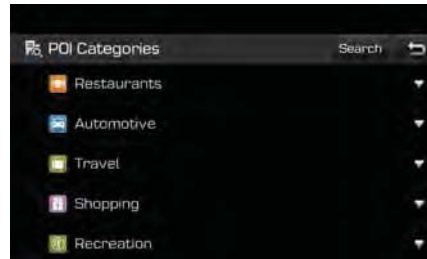 POI Categories Search
Restaurants
Automotive
Travel
Shopping
Recreation